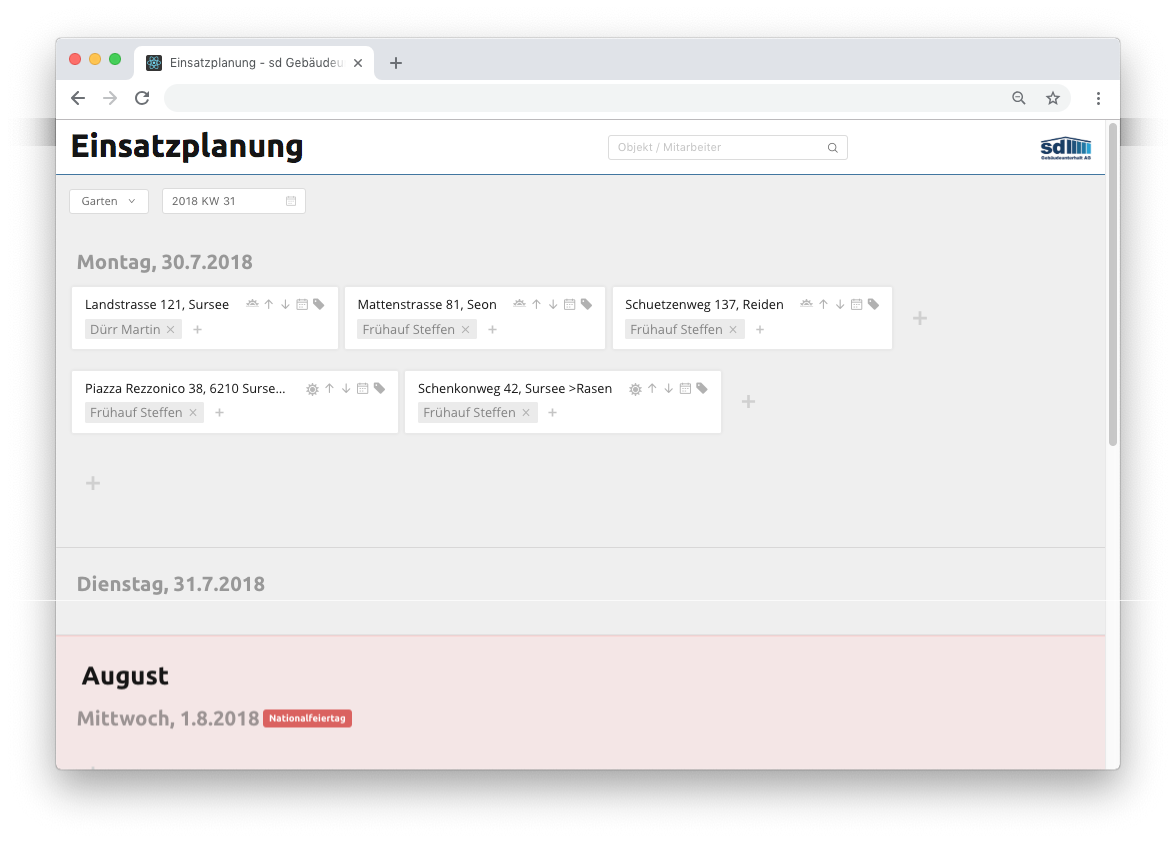 Einsatzplanung - sd Gebäudeu
Einsatzplanung
Objekt / Mitarbeiter
sd
Gebäudeunterhalt AG
Garten
2018 KW 31
Montag, 30.7.2018
Landstrasse 121, Sursee
Dürr Martin × +
Mattenstrasse 81, Seon
Frühauf Steffen × +
Schuetzenweg 137, Reiden
Frühauf Steffen × +
Piazza Rezzonico 38, 6210 Surse...
Frühauf Steffen × +
Schenkonweg 42, Sursee >Rasen
Frühauf Steffen × +
Dienstag, 31.7.2018
August
Mittwoch, 1.8.2018 Nationalfeiertag